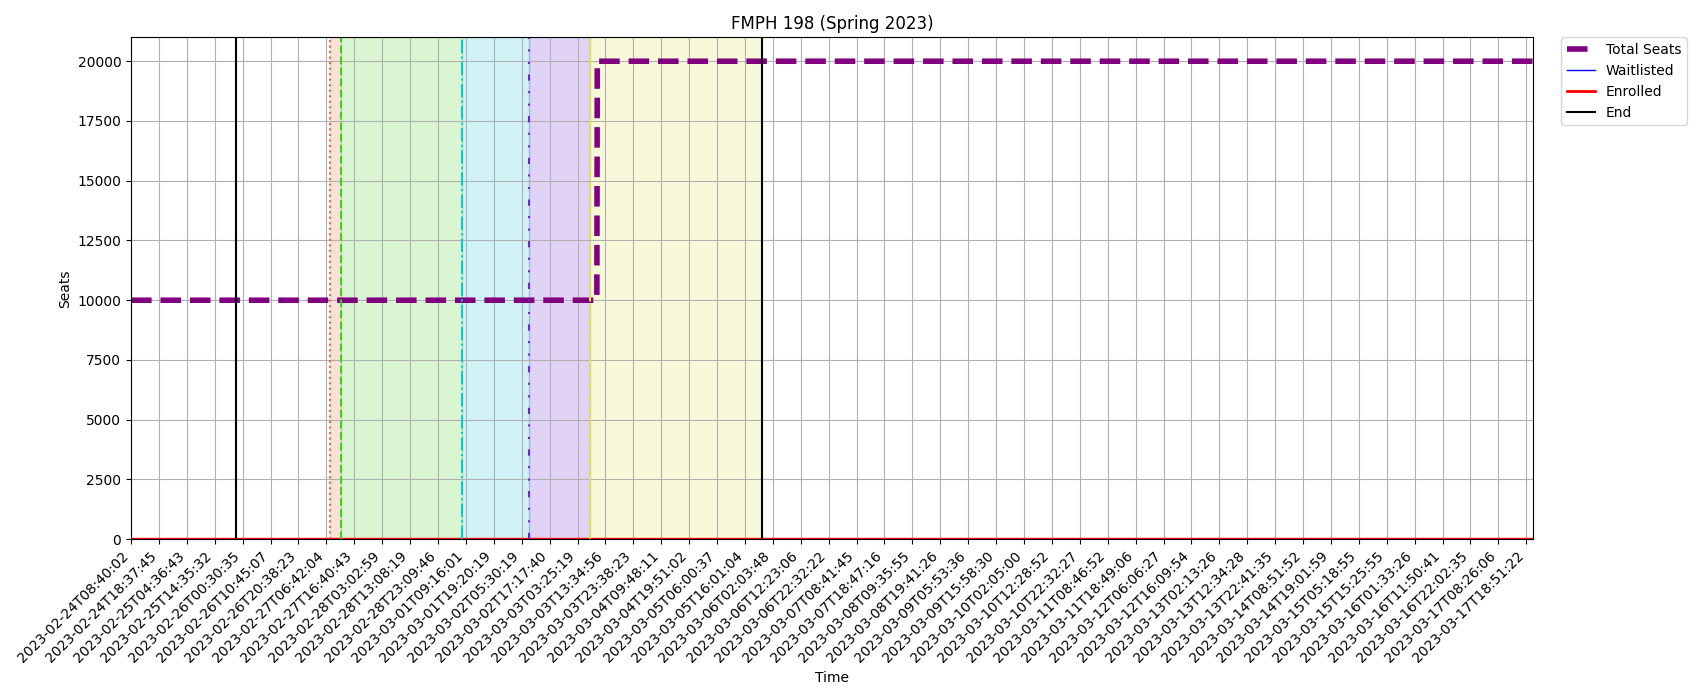 FMPH 198 (Spring 2023)
Total Seats
Waitlisted
Enrolled
End
Seats
20000
17500
15000
12500
10000
7500
5000
2500
0
2023-02-24T08:40:02
2023-02-24T18:37:45
2023-02-25T04:36:43
2023-02-25T14:35:32
2023-02-26T00:30:35
2023-02-26T10:45:07
2023-02-26T20:38:23
2023-02-27T06:42:04
2023-02-27T16:40:43
2023-02-28T03:02:59
2023-02-28T13:08:19
2023-02-28T23:09:46
2023-03-01T09:16:01
2023-03-01T19:20:19
2023-03-02T05:30:19
2023-03-02T17:17:40
2023-03-03T03:25:19
2023-03-03T13:34:56
2023-03-03T23:38:23
2023-03-04T09:48:11
2023-03-04T19:51:02
2023-03-05T06:00:37
2023-03-05T16:01:04
2023-03-06T02:03:48
2023-03-06T12:23:06
2023-03-06T22:32:22
2023-03-07T08:41:45
2023-03-07T18:47:16
2023-03-08T09:35:55
2023-03-08T19:41:26
2023-03-09T05:53:36
2023-03-09T15:58:30
2023-03-10T02:05:00
2023-03-10T12:28:52
2023-03-10T22:32:27
2023-03-11T08:46:52
2023-03-11T18:49:06
2023-03-12T06:06:27
2023-03-12T16:09:54
2023-03-13T02:13:26
2023-03-13T12:34:28
2023-03-13T22:41:35
2023-03-14T08:51:52
2023-03-14T19:01:59
2023-03-15T05:18:55
2023-03-15T15:25:55
2023-03-16T01:33:26
2023-03-16T11:50:41
2023-03-16T22:02:35
2023-03-17T08:26:06
2023-03-17T18:51:22
Time